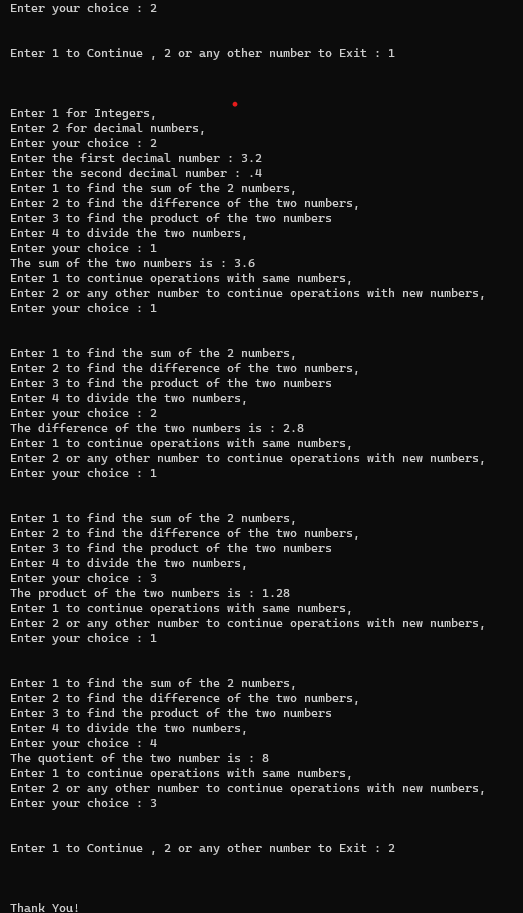 Enter your choice : 2
Enter 1 to Continue , 2 or any other number to Exit : 1
Enter 1 for Integers,
Enter 2 for decimal numbers,
Enter your choice : 2
Enter the first decimal number : 3.2
Enter the second decimal number : .4
Enter 1 to find the sum of the 2 numbers,
Enter 2 to find the difference of the two numbers,
Enter 3 to find the product of the two numbers
Enter 4 to divide the two numbers,
Enter your choice : 1
The sum of the two numbers is : 3.6
Enter 1 to continue operations with same numbers,
Enter 2 or any other number to continue operations with new numbers,
Enter your choice : 1
Enter 1 to find the sum of the 2 numbers,
Enter 2 to find the difference of the two numbers,
Enter 3 to find the product of the two numbers
Enter 4 to divide the two numbers,
Enter your choice : 2
The difference of the two numbers is : 2.8
Enter 1 to continue operations with same numbers,
Enter 2 or any other number to continue operations with new numbers,
Enter your choice : 1
Enter 1 to find the sum of the 2 numbers,
Enter 2 to find the difference of the two numbers,
Enter 3 to find the product of the two numbers
Enter 4 to divide the two numbers,
Enter your choice : 3
The product of the two numbers is : 1.28
Enter 1 to continue operations with same numbers,
Enter 2 or any other number to continue operations with new numbers,
Enter your choice : 1
Enter 1 to find the sum of the 2 numbers,
Enter 2 to find the difference of the two numbers,
Enter 3 to find the product of the two numbers
Enter 4 to divide the two numbers,
Enter your choice : 4
The quotient of the two number is : 8
Enter 1 to continue operations with same numbers,
Enter 2 or any other number to continue operations with new numbers,
Enter your choice : 3
Enter 1 to Continue , 2 or any other number to Exit : 2
Thank You!